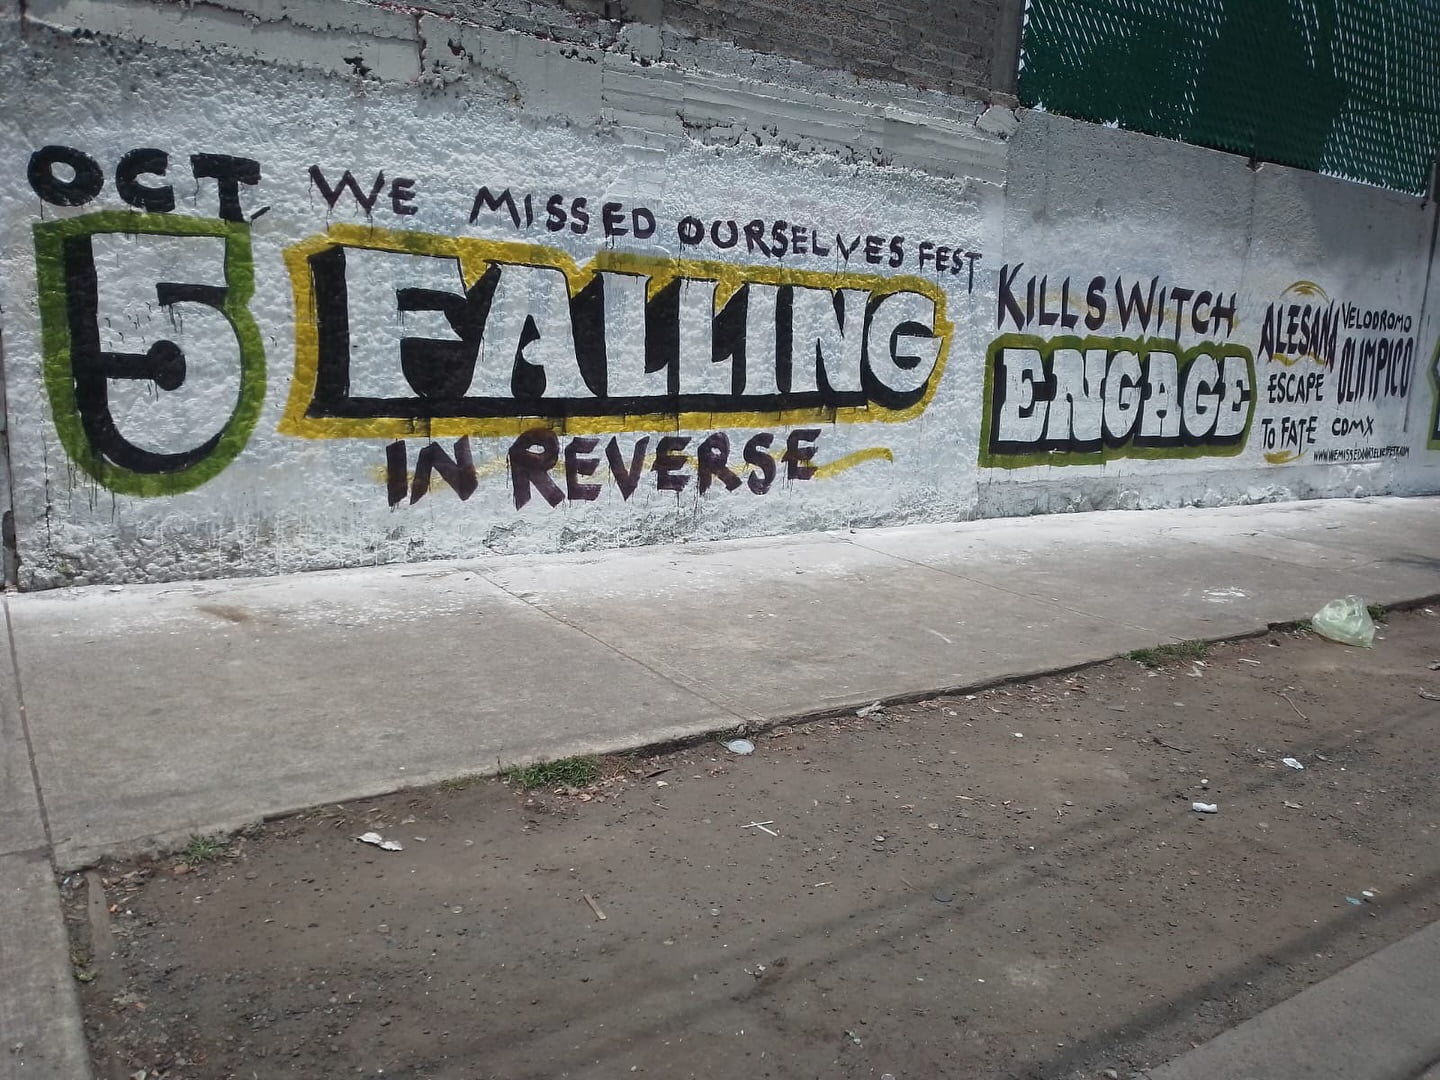 OCT
5
WE MISSED OURSELVES FEST
FALLING
IN REVERSE
KILLSWITCH
ENGAGE
ALESANA
ESCAPE
TO FATE
VELODROMO
OLIMPICO
CDMX